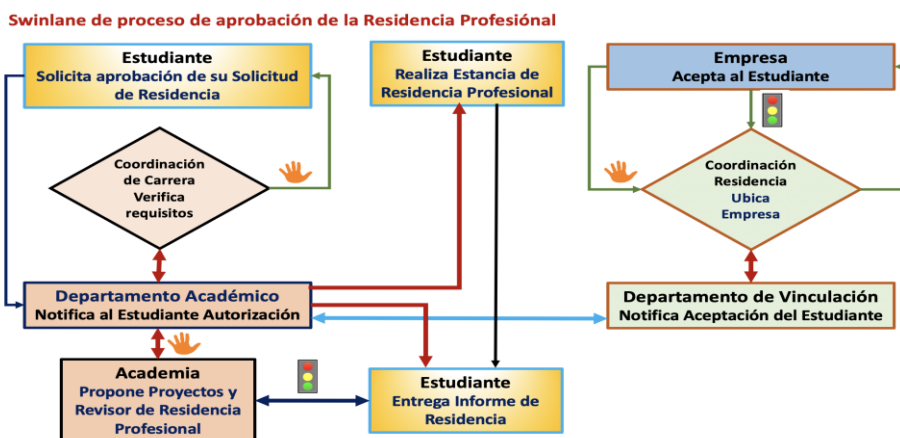 Swinlane de proceso de aprobación de la Residencia Profesiónal
Estudiante
Solicita aprobación de su Solicitud
de Residencia
Estudiante
Realiza Estancia de
Residencia Profesional
Empresa
Acepta al Estudiante
Coordinación
de Carrera
Verifica
requisitos
Coordinación
Residencia
Ubica
Empresa
Departamento Académico
Notifica al Estudiante Autorización
Departamento de Vinculación
Notifica Aceptación del Estudiante
Academia
Propone Proyectos y
Revisor de Residencia
Profesional
Estudiante
Entrega Informe de
Residencia